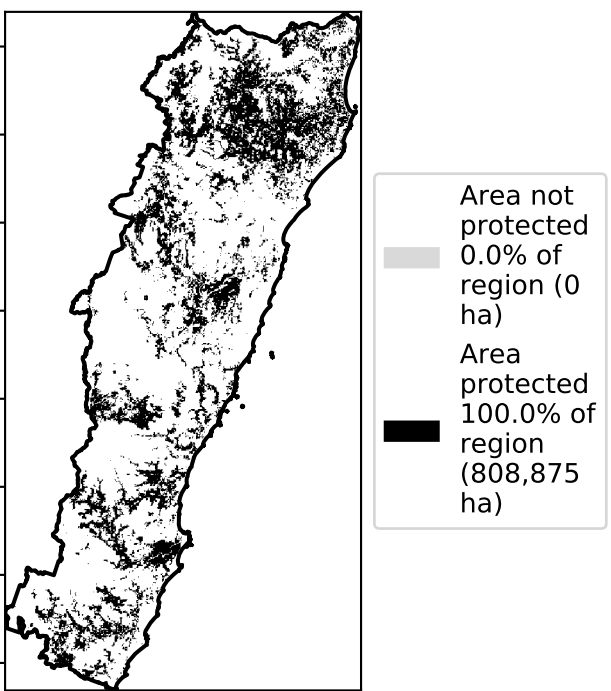 Area not
protected
0.0% of
region (0
ha)
Area
protected
100.0% of
region
(808,875
ha)